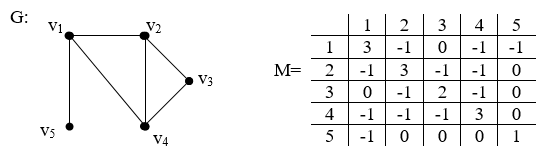 G:
v1
v2
v3
v4
v5
M=
1 2 3 4 5
1 3 -1 0 -1 -1
2 -1 3 -1 -1 0
3 0 -1 2 -1 0
4 -1 -1 -1 3 0
5 -1 0 0 0 1